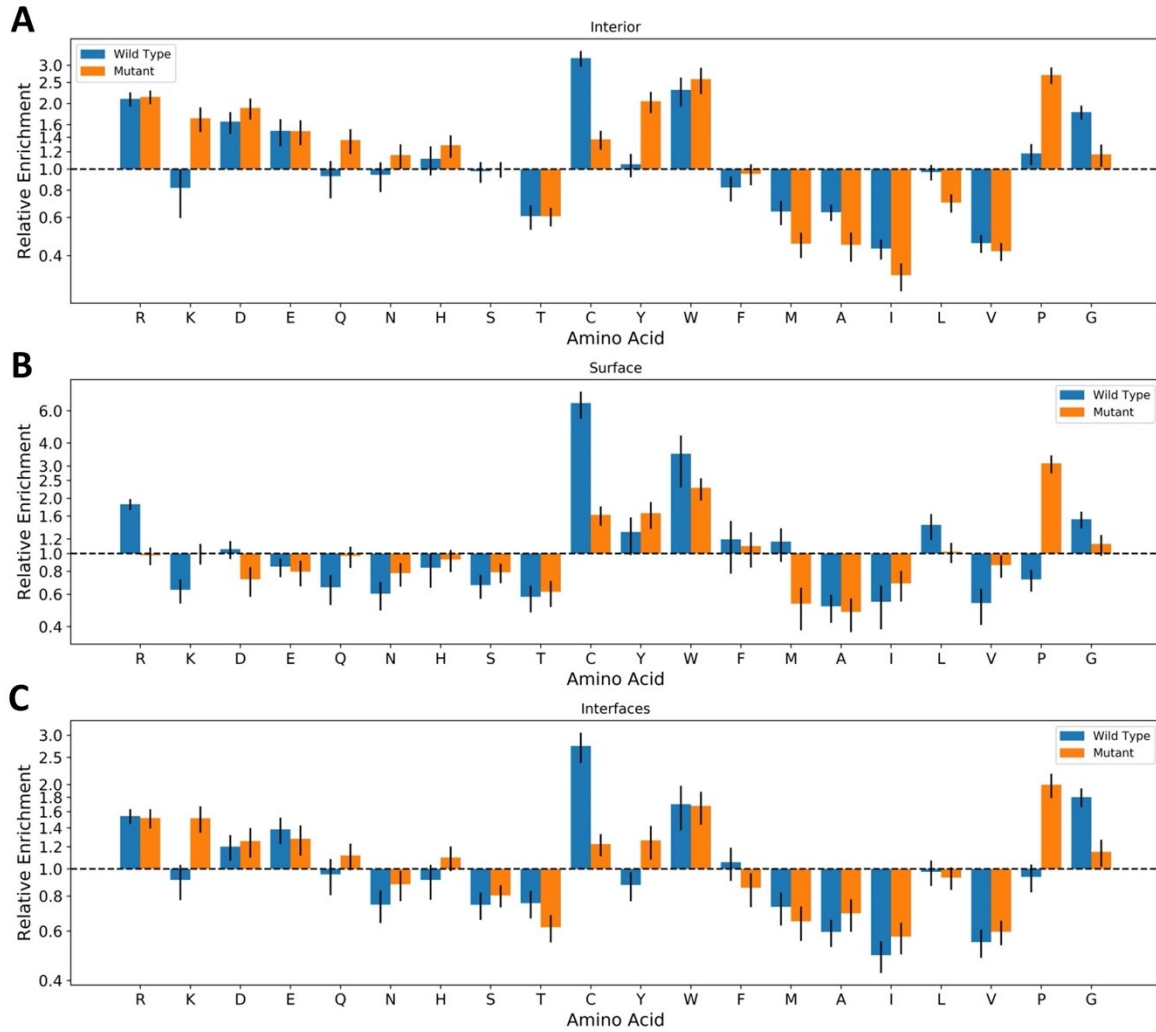 A
Interior
Wild Type
Mutant
Relative Enrichment
3.0
2.5
2.0
1.6
1.4
1.2
1.0
0.8
0.6
0.4
R K D E Q N H S T C Y W F M A I L V P G
Amino Acid
B
Surface
Wild Type
Mutant
Relative Enrichment
6.0
4.0
3.0
2.5
2.0
1.6
1.2
1.0
0.8
0.6
0.4
R K D E Q N H S T C Y W F M A I L V P G
Amino Acid
C
Interfaces
Wild Type
Mutant
Relative Enrichment
3.0
2.5
2.0
1.8
1.6
1.4
1.2
1.0
0.8
0.6
0.4
R K D E Q N H S T C Y W F M A I L V P G
Amino Acid